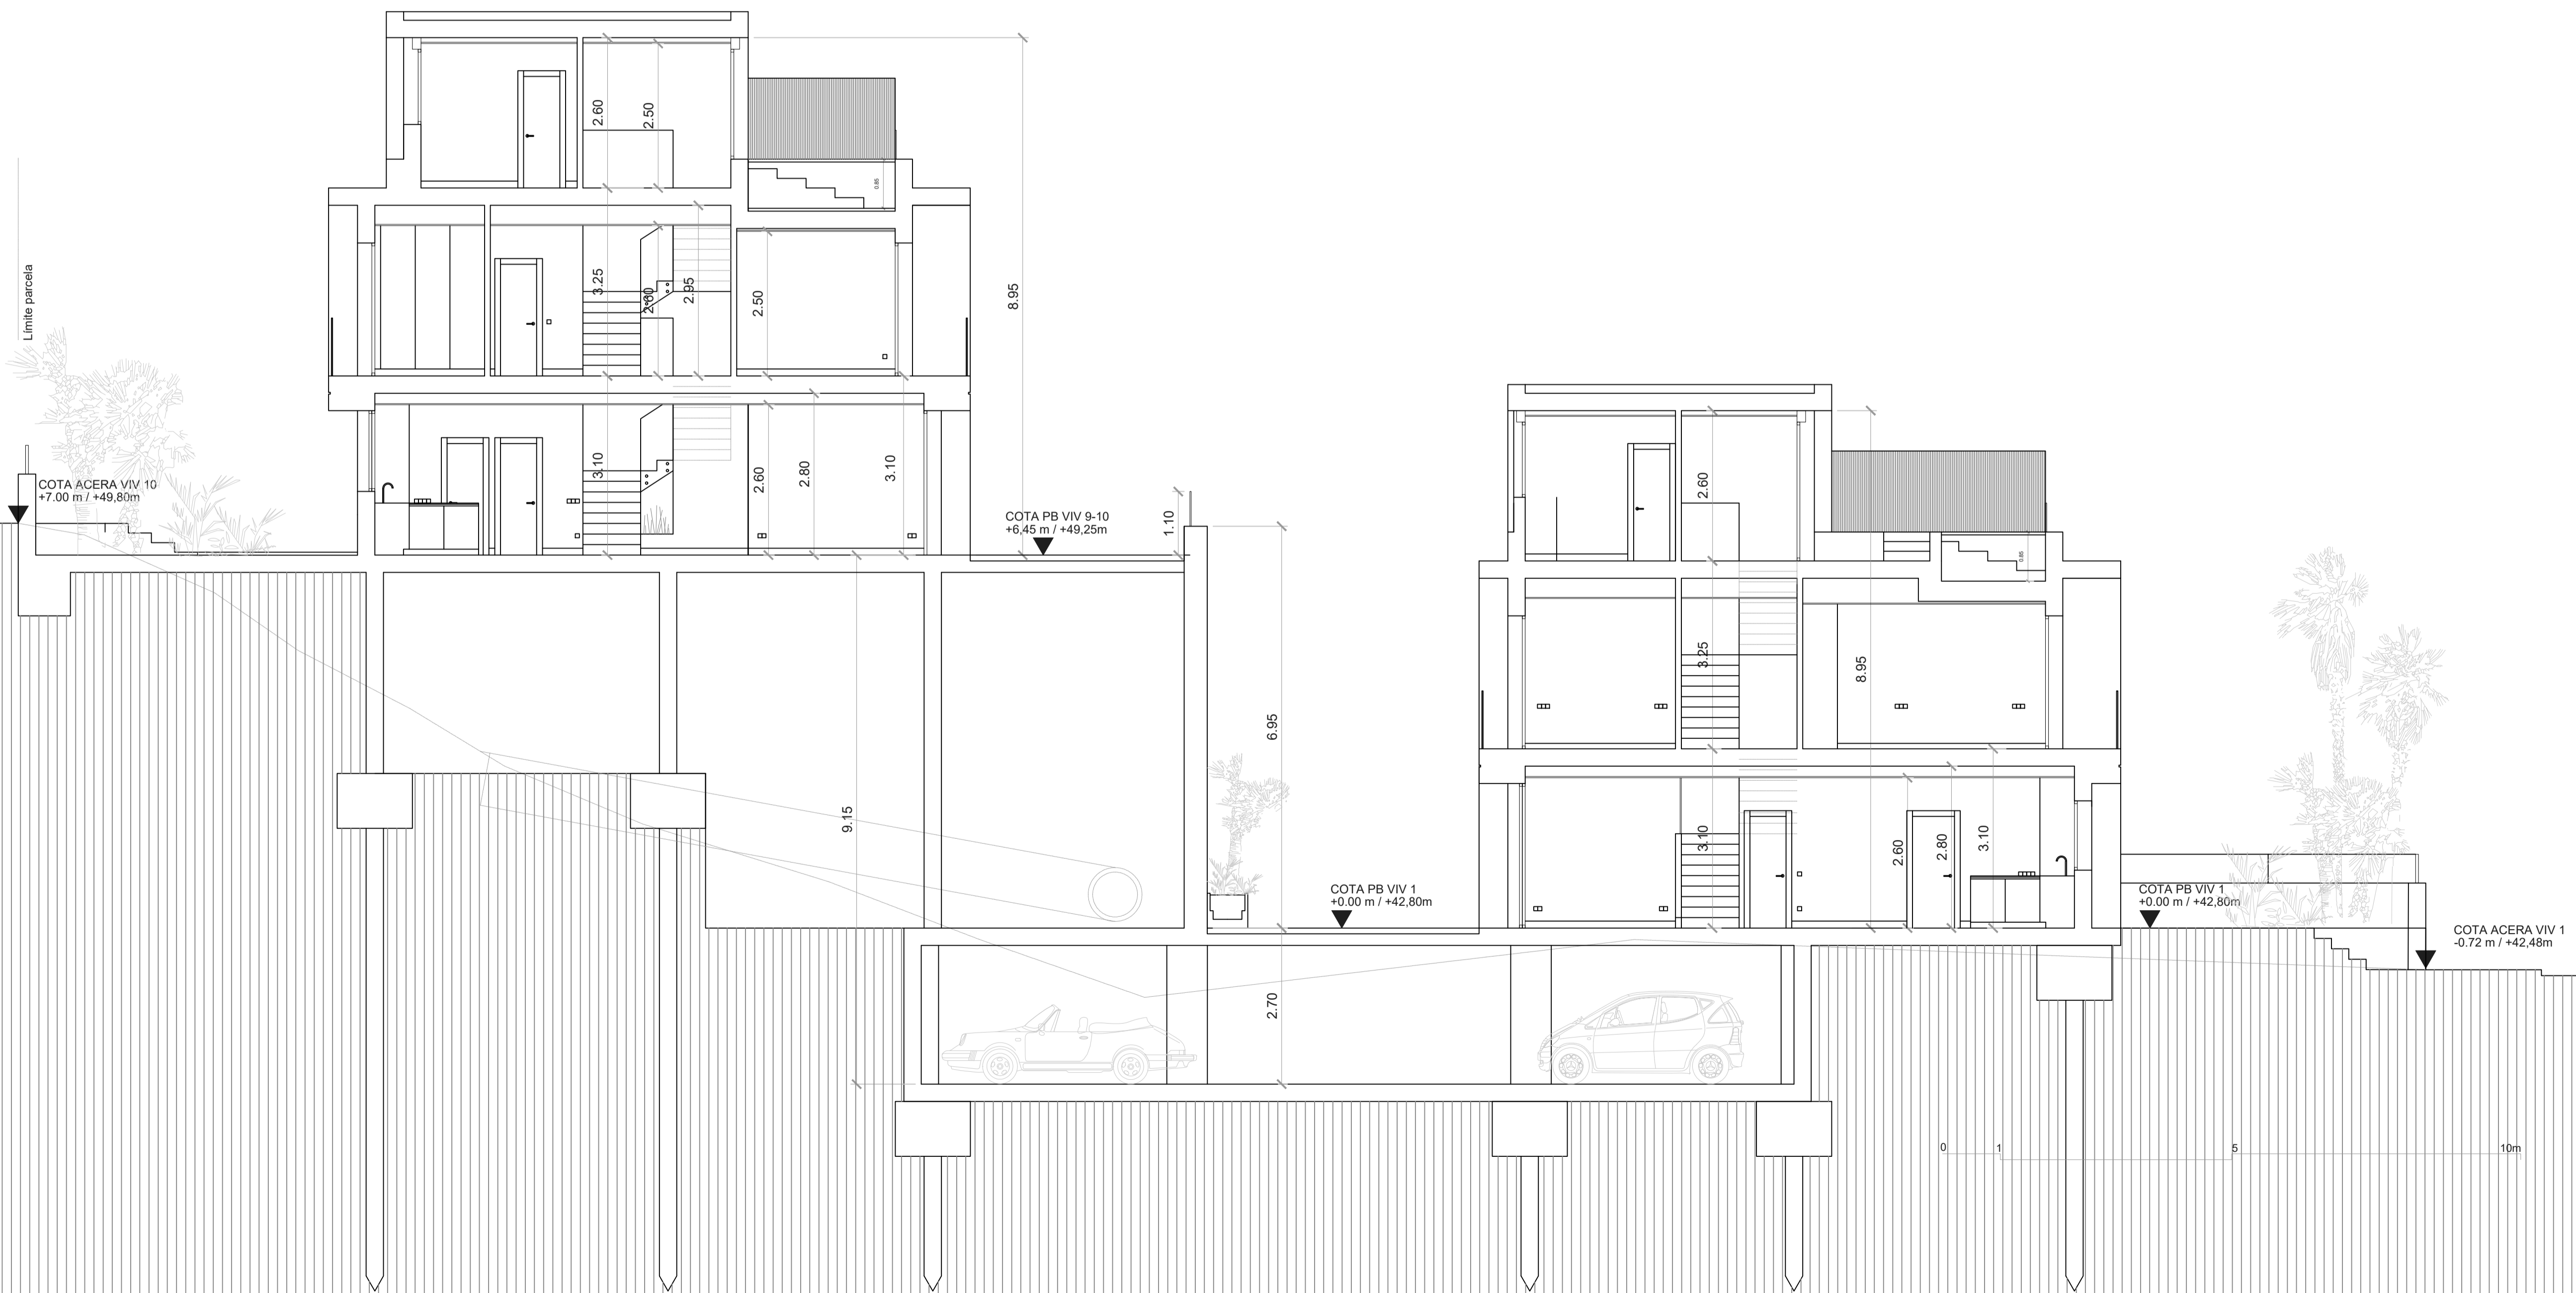 Límite parcela
2.60
2.50
0.85
8.95
3.25
2.60
2.95
2.50
3.10
2.60
2.80
3.10
COTA ACERA VIV 10
+7.00 m / +49,80m
COTA PB VIV 9-10
+6,45 m / +49,25m
1.10
6.95
9.15
2.70
COTA PB VIV 1
+0.00 m / +42,80m
2.60
0.85
3.25
8.95
3.10
2.60
2.80
3.10
COTA PB VIV 1
+0.00 m / +42,80m
COTA ACERA VIV 1
-0.72 m / +42,48m
0
1
5
10m